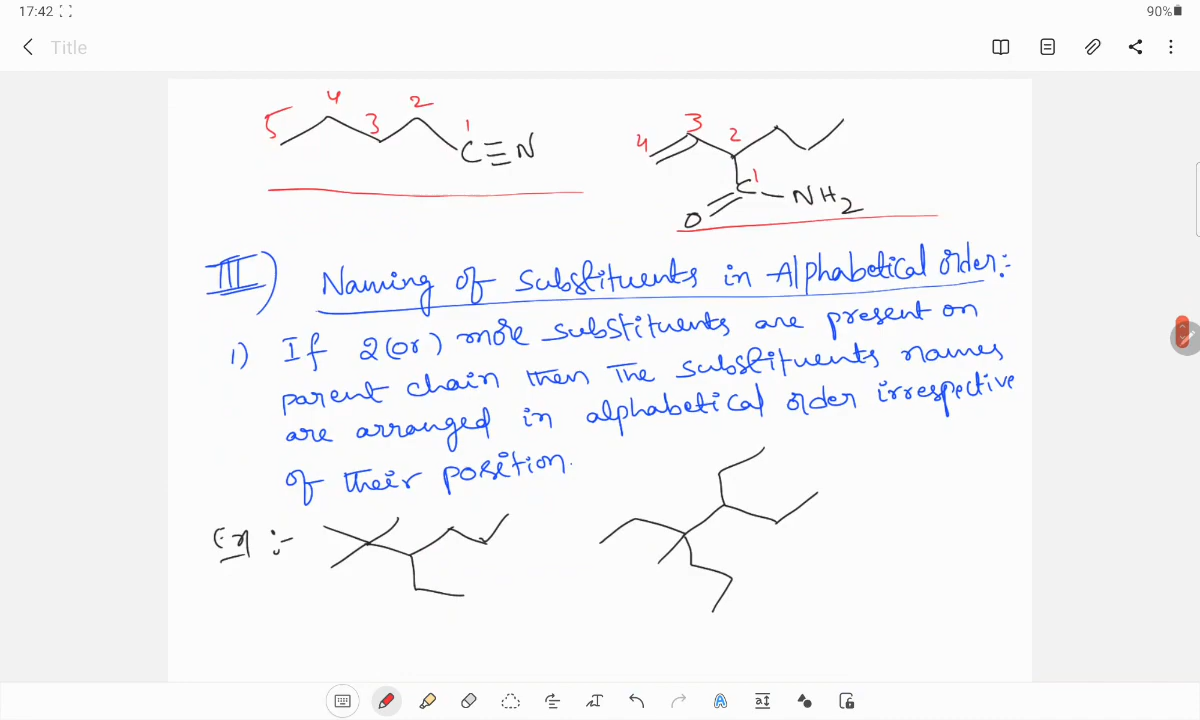 17:42
90%
Title
5 4 3 2 1
C≡N
4 3 2 1
C-NH2
O
III) Naming of Substituents in Alphabetical order:-
1) If 2(or) more substituents are present on
parent chain then The substituents names
are arranged in alphabetical order irrespective
of their position.
Ex :-